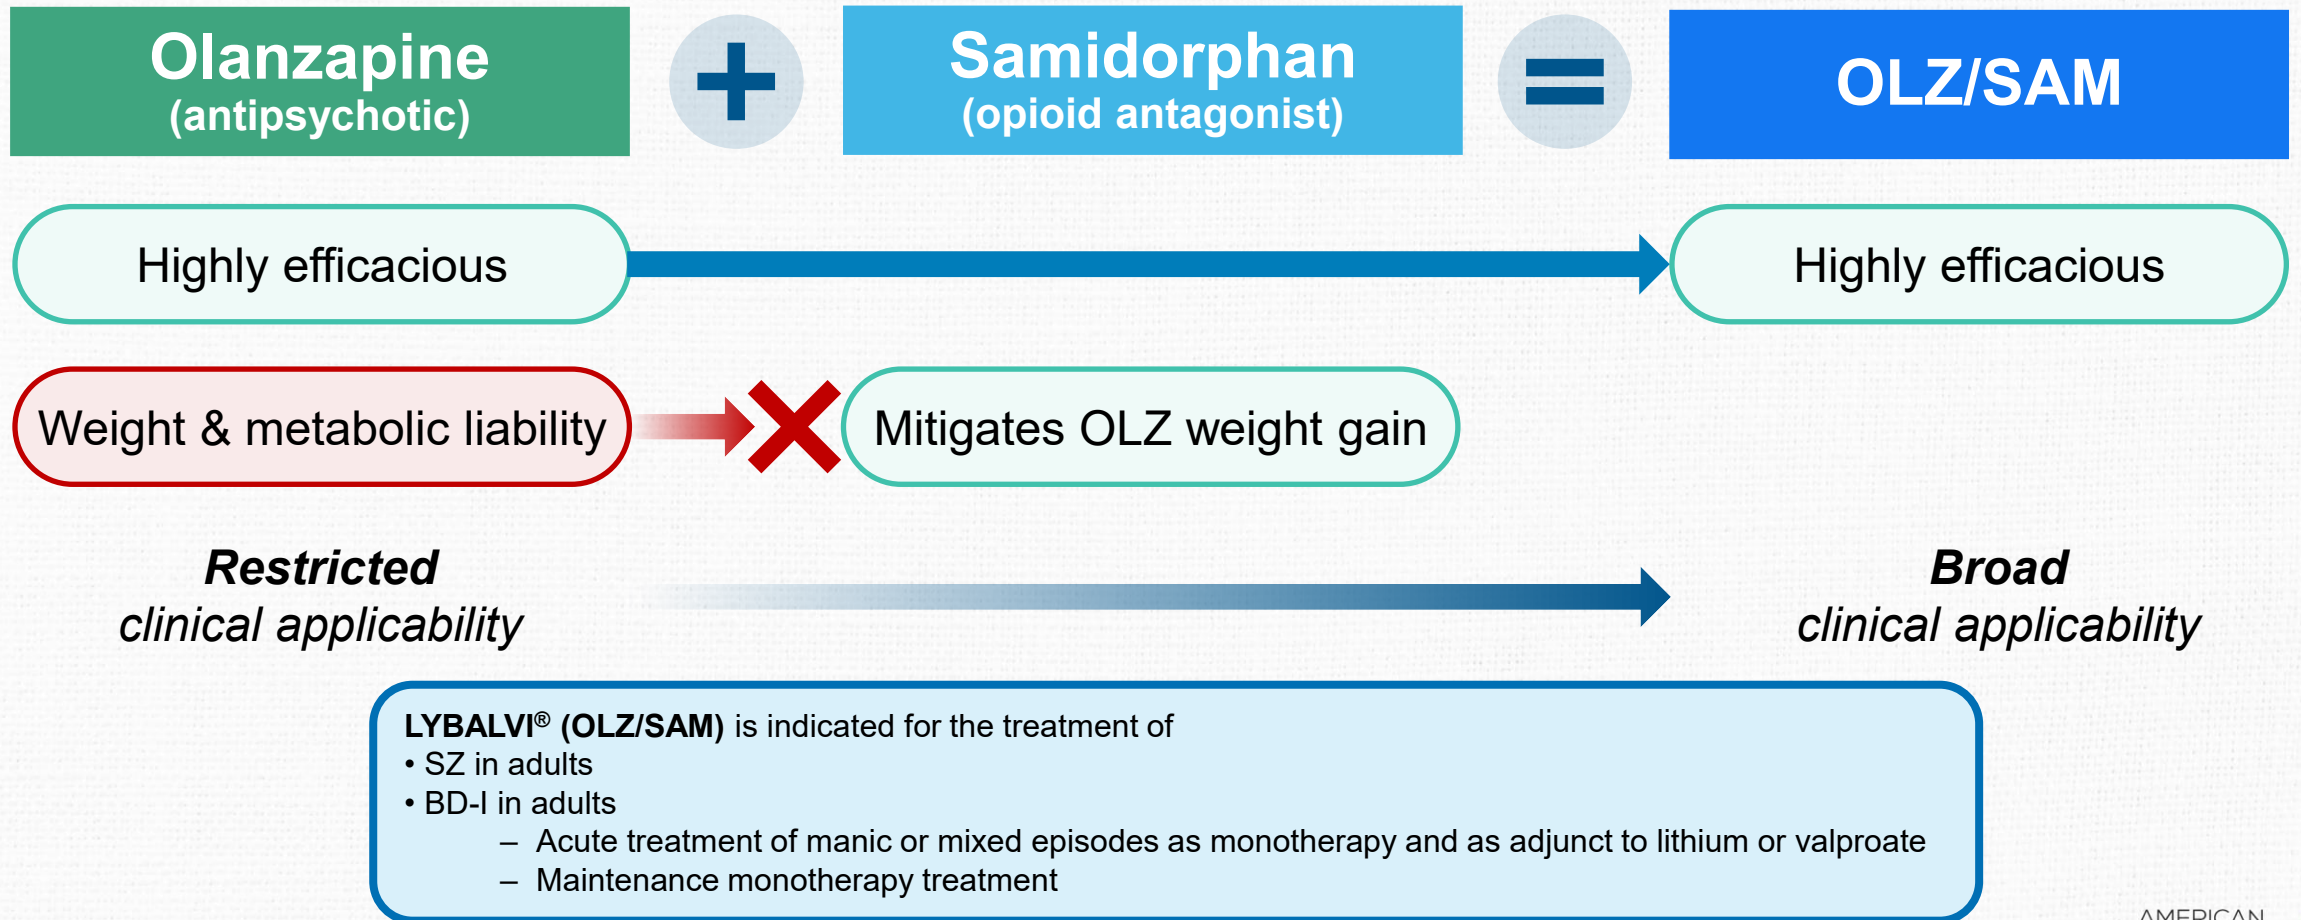 Olanzapine
(antipsychotic)
+
Samidorphan
(opioid antagonist)
=
OLZ/SAM
Highly efficacious
Highly efficacious
Weight & metabolic liability
Mitigates OLZ weight gain
Restricted
clinical applicability
Broad
clinical applicability
LYBALVI® (OLZ/SAM) is indicated for the treatment of
• SZ in adults
• BD-I in adults
– Acute treatment of manic or mixed episodes as monotherapy and as adjunct to lithium or valproate
– Maintenance monotherapy treatment
AMERICAN